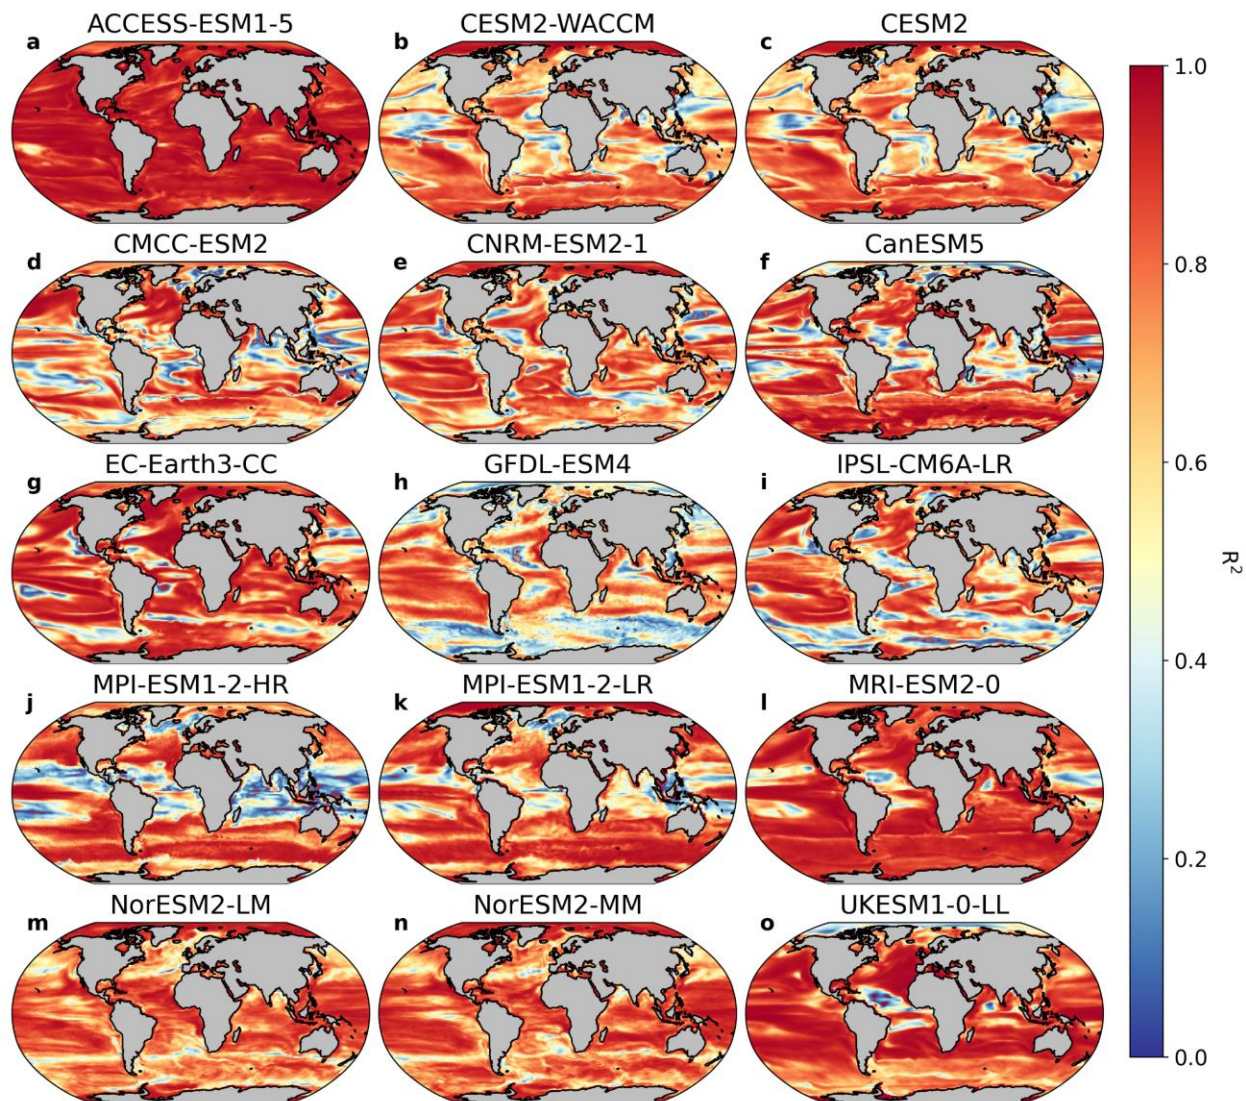 ACCESS-ESM1-5 CESM2-WACCM CESM2
a b c 1.0
CMCC-ESM2 CNRM-ESM2-1 CanESM5
d e f 0.8
EC-Earth3-CC GFDL-ESM4 IPSL-CM6A-LR 0.6
g h i
R²
MPI-ESM1-2-HR MPI-ESM1-2-LR MRI-ESM2-0 0.4
j k l
0.2
NorESM2-LM NorESM2-MM UKESM1-0-LL
m n o
0.0